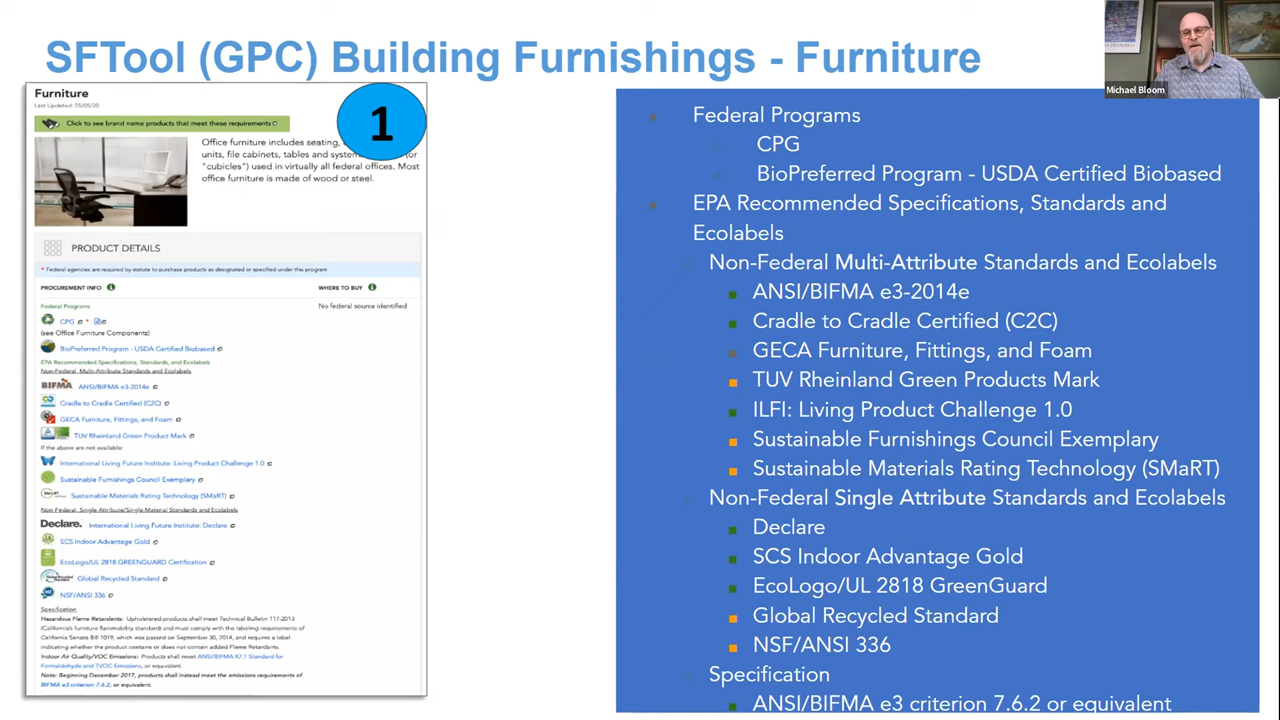 SFTool (GPC) Building Furnishings - Furniture
Michael Bloom
Furniture
Last Updated: 05/05/20
Click to see brand name products that meet these requirements
1
Office furniture includes seating,
units, file cabinets, tables and system (or
"cubicles") used in virtually all federal offices. Most
office furniture is made of wood or steel.
PRODUCT DETAILS
* Federal agencies are required by statute to purchase products as designated or specified under this program
PROCUREMENT INFO
WHERE TO BUY
Federal Programs
No federal source identified
CPG *
(see Office Furniture Components)
BioPreferred Program - USDA Certified Biobased
EPA Recommended Specifications, Standards, and Ecolabels
Non-Federal, Multi-Attribute Standards and Ecolabels
BIFMA ANSI/BIFMA e3-2014e
Cradle to Cradle Certified (C2C)
GECA Furniture, Fittings, and Foam
TUV Rheinland Green Product Mark
If the above are not available:
International Living Future Institute: Living Product Challenge 1.0
Sustainable Furnishings Council Exemplary
SMaRT Sustainable Materials Rating Technology (SMaRT)
Non-Federal, Single Attribute/Single Material Standards and Ecolabels
Declare. International Living Future Institute: Declare
SCS Indoor Advantage Gold
EcoLogo/UL 2818 GREENGUARD Certification
Global Recycled Standard
NSF/ANSI 336
Specification
Hazardous Flame Retardents: Upholstered products shall meet Technical Bulletin 117-2013
(California's furniture flammability standard) and must comply with the labeling requirements of
California Senate Bill 1019, which was passed on September 30, 2014, and requires a label
indicating whether the product contains or does not contain added Flame Retardants.
Indoor Air Quality/VOC Emissions: Products shall meet ANSI/BIFMA X7.1 Standard for
Formaldehyde and TVOC Emissions, or equivalent.
Note: Beginning December 2017, products shall instead meet the emissions requirements of
BIFMA e3 criterion 7.6.2, or equivalent.
Federal Programs
CPG
BioPreferred Program - USDA Certified Biobased
EPA Recommended Specifications, Standards and
Ecolabels
Non-Federal Multi-Attribute Standards and Ecolabels
ANSI/BIFMA e3-2014e
Cradle to Cradle Certified (C2C)
GECA Furniture, Fittings, and Foam
TUV Rheinland Green Products Mark
ILFI: Living Product Challenge 1.0
Sustainable Furnishings Council Exemplary
Sustainable Materials Rating Technology (SMaRT)
Non-Federal Single Attribute Standards and Ecolabels
Declare
SCS Indoor Advantage Gold
EcoLogo/UL 2818 GreenGuard
Global Recycled Standard
NSF/ANSI 336
Specification
ANSI/BIFMA e3 criterion 7.6.2 or equivalent